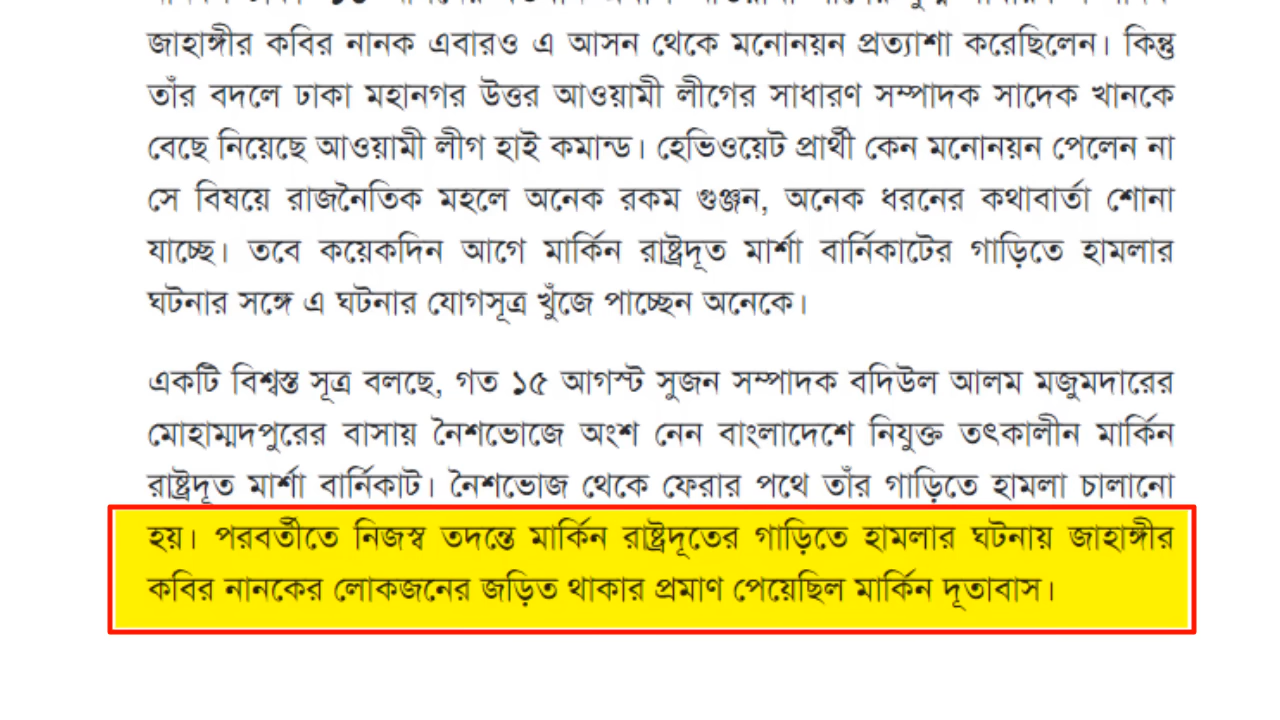 জাহাঙ্গীর কবির নানক এবারও এ আসন থেকে মনোনয়ন প্রত্যাশা করেছিলেন। কিন্তু
তাঁর বদলে ঢাকা মহানগর উত্তর আওয়ামী লীগের সাধারণ সম্পাদক সাদেক খানকে
বেছে নিয়েছে আওয়ামী লীগ হাই কমান্ড। হেভিওয়েট প্রার্থী কেন মনোনয়ন পেলেন না
সে বিষয়ে রাজনৈতিক মহলে অনেক রকম গুঞ্জন, অনেক ধরনের কথাবার্তা শোনা
যাচ্ছে। তবে কয়েকদিন আগে মার্কিন রাষ্ট্রদূত মার্শা বার্নিকাটের গাড়িতে হামলার
ঘটনার সঙ্গে এ ঘটনার যোগসূত্র খুঁজে পাচ্ছেন অনেকে।
একটি বিশ্বস্ত সূত্র বলছে, গত ১৫ আগস্ট সুজন সম্পাদক বদিউল আলম মজুমদারের
মোহাম্মদপুরের বাসায় নৈশভোজে অংশ নেন বাংলাদেশে নিযুক্ত তৎকালীন মার্কিন
রাষ্ট্রদূত মার্শা বার্নিকাট। নৈশভোজ থেকে ফেরার পথে তাঁর গাড়িতে হামলা চালানো
হয়। পরবর্তীতে নিজস্ব তদন্তে মার্কিন রাষ্ট্রদূতের গাড়িতে হামলার ঘটনায় জাহাঙ্গীর
কবির নানকের লোকজনের জড়িত থাকার প্রমাণ পেয়েছিল মার্কিন দূতাবাস।